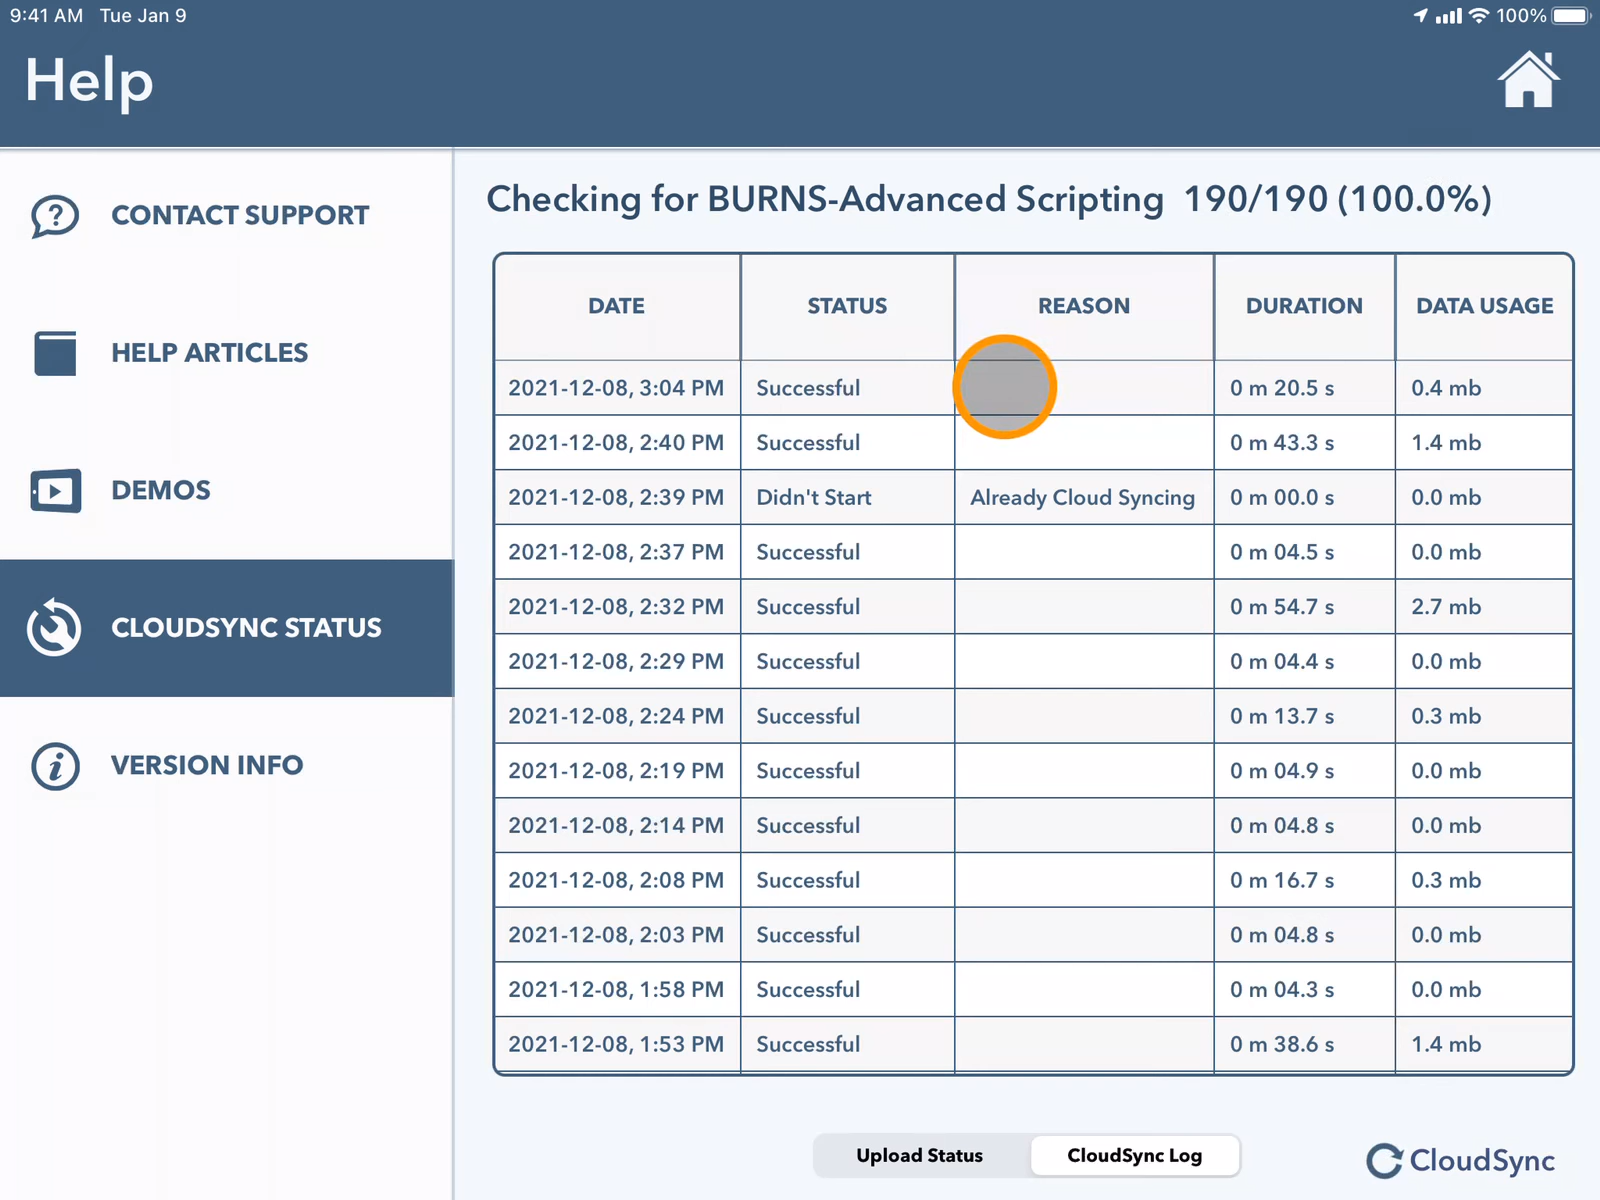 9:41 AM Tue Jan 9 100%
Help
CONTACT SUPPORT
HELP ARTICLES
DEMOS
CLOUDSYNC STATUS
VERSION INFO
Checking for BURNS-Advanced Scripting 190/190 (100.0%)
DATE STATUS REASON DURATION DATA USAGE
2021-12-08, 3:04 PM Successful 0 m 20.5 s 0.4 mb
2021-12-08, 2:40 PM Successful 0 m 43.3 s 1.4 mb
2021-12-08, 2:39 PM Didn't Start Already Cloud Syncing 0 m 00.0 s 0.0 mb
2021-12-08, 2:37 PM Successful 0 m 04.5 s 0.0 mb
2021-12-08, 2:32 PM Successful 0 m 54.7 s 2.7 mb
2021-12-08, 2:29 PM Successful 0 m 04.4 s 0.0 mb
2021-12-08, 2:24 PM Successful 0 m 13.7 s 0.3 mb
2021-12-08, 2:19 PM Successful 0 m 04.9 s 0.0 mb
2021-12-08, 2:14 PM Successful 0 m 04.8 s 0.0 mb
2021-12-08, 2:08 PM Successful 0 m 16.7 s 0.3 mb
2021-12-08, 2:03 PM Successful 0 m 04.8 s 0.0 mb
2021-12-08, 1:58 PM Successful 0 m 04.3 s 0.0 mb
2021-12-08, 1:53 PM Successful 0 m 38.6 s 1.4 mb
Upload Status CloudSync Log
CloudSync